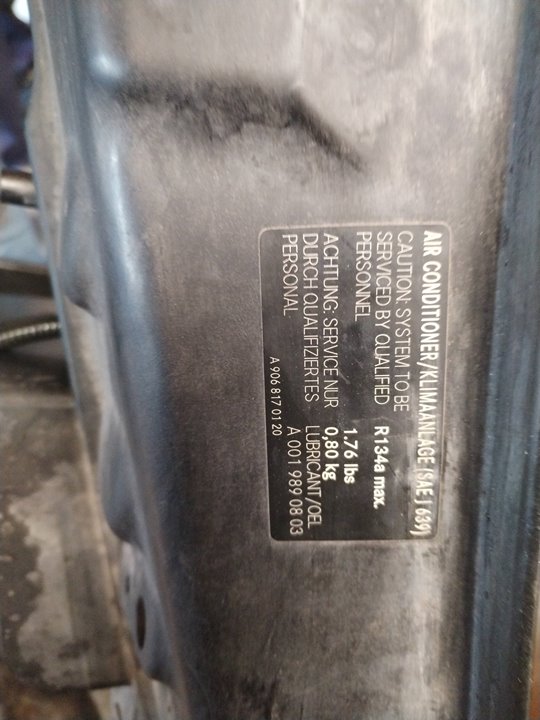 AIR CONDITIONER/KLIMAANLAGE (SAE J 639)
CAUTION: SYSTEM TO BE
SERVICED BY QUALIFIED
PERSONNEL
R134a max.
1.76 lbs
0,80 kg
ACHTUNG: SERVICE NUR
DURCH QUALIFIZIERTES
PERSONAL
LUBRICANT/OEL
A 001 989 08 03
A 906 817 01 20